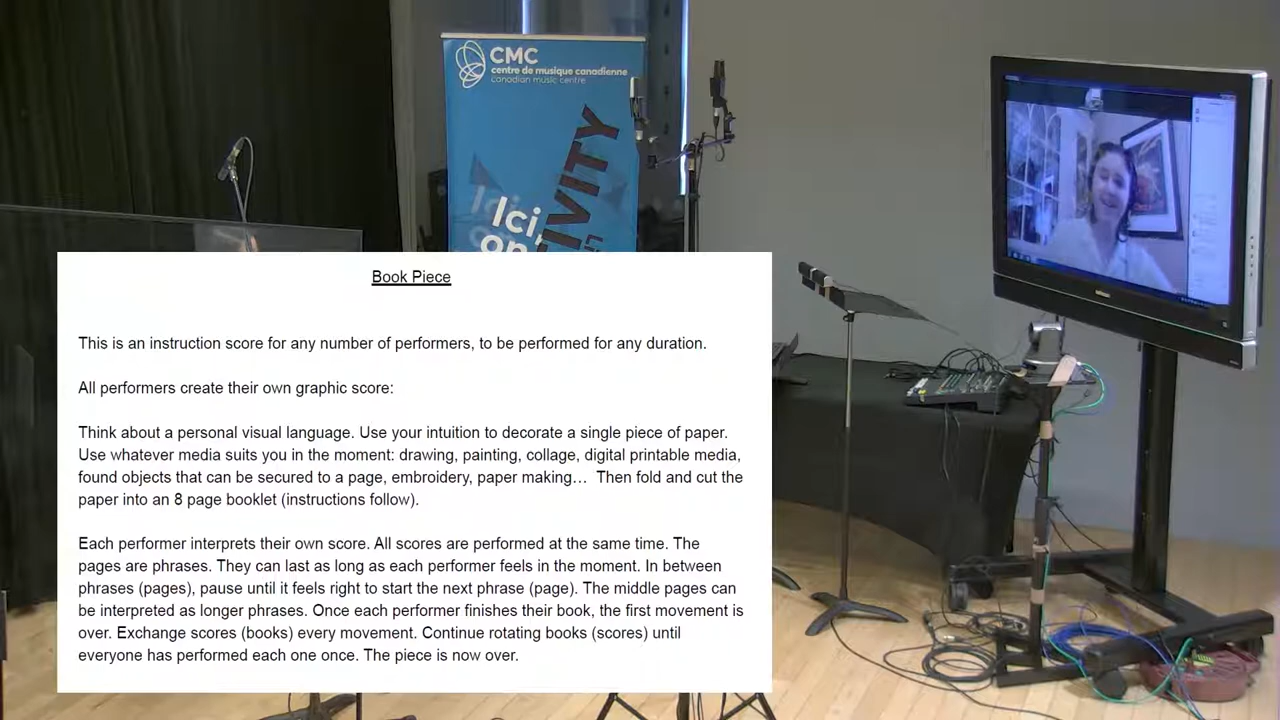 CMC
centre de musique canadienne
canadian music centre
Ici,
on
IVITY
in
Book Piece
This is an instruction score for any number of performers, to be performed for any duration.
All performers create their own graphic score:
Think about a personal visual language. Use your intuition to decorate a single piece of paper.
Use whatever media suits you in the moment: drawing, painting, collage, digital printable media,
found objects that can be secured to a page, embroidery, paper making… Then fold and cut the
paper into an 8 page booklet (instructions follow).
Each performer interprets their own score. All scores are performed at the same time. The
pages are phrases. They can last as long as each performer feels in the moment. In between
phrases (pages), pause until it feels right to start the next phrase (page). The middle pages can
be interpreted as longer phrases. Once each performer finishes their book, the first movement is
over. Exchange scores (books) every movement. Continue rotating books (scores) until
everyone has performed each one once. The piece is now over.